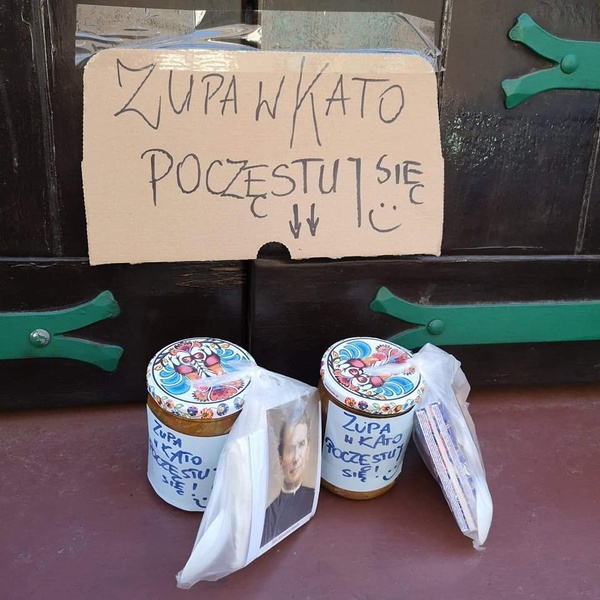 ZUPA W KATO
POCZĘSTUJ SIĘ
ZUPA
W KATO
POCZĘSTUJ
SIĘ!
ZUPA
W KATO
POCZĘSTUJ
SIĘ!